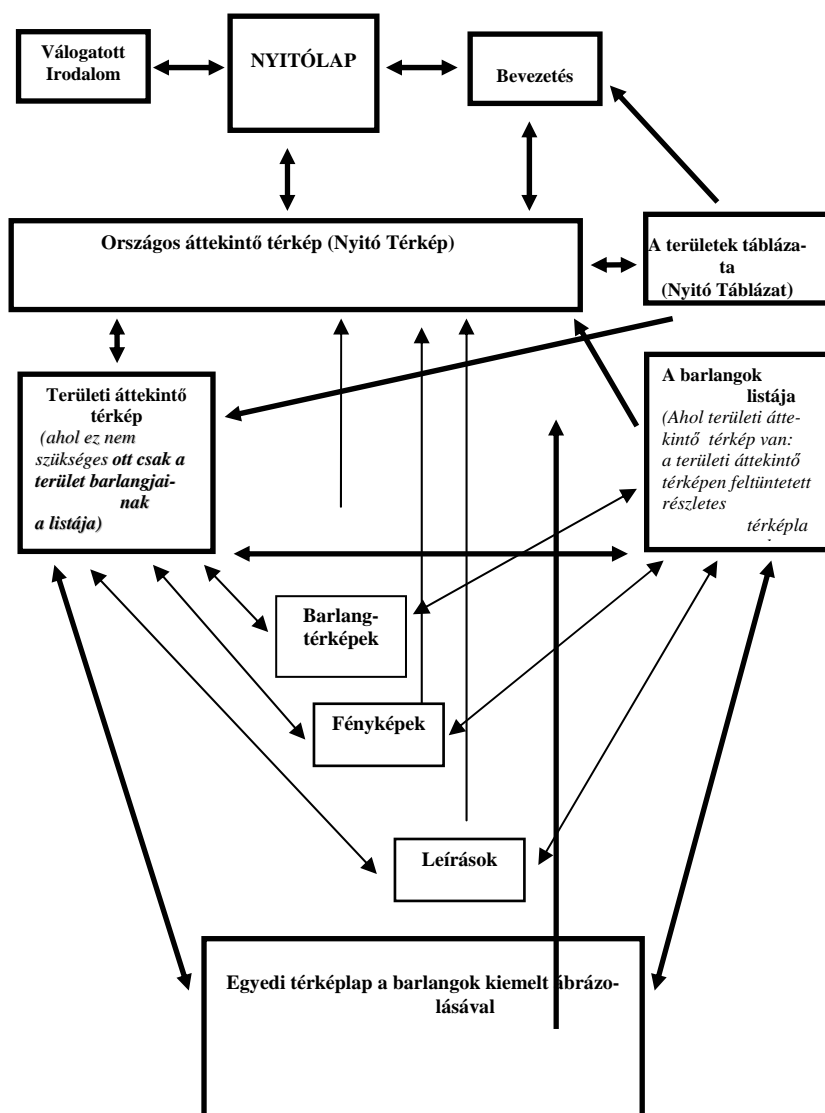 Válogatott
Irodalom
NYITÓLAP
Bevezetés
Országos áttekintő térkép (Nyitó Térkép)
A területek tábláza-
ta
(Nyitó Táblázat)
Területi áttekintő
térkép
(ahol ez nem
szükséges ott csak a
terület barlangjai-
nak
a listája)
A barlangok
listája
(Ahol területi átte-
kintő térkép van:
a területi áttekintő
térképen feltüntetett
részletes
térképla
Barlang-
térképek
Fényképek
Leírások
Egyedi térképlap a barlangok kiemelt ábrázo-
lásával